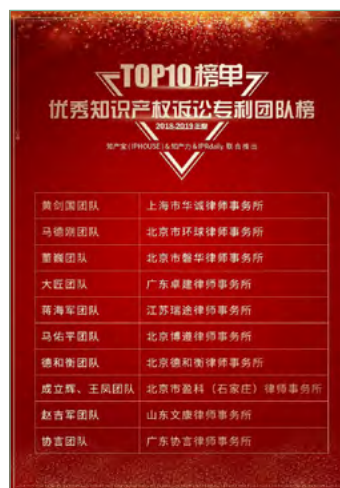 TOP10榜单
优秀知识产权诉讼专利团队榜
2018-2019年度
知产宝(IPHOUSE)&知产力&IPRdaily 联合推出
黄剑国团队 上海市华诚律师事务所
马德刚团队 北京市环球律师事务所
董巍团队 北京市磐华律师事务所
大匠团队 广东卓建律师事务所
蒋海军团队 江苏瑞途律师事务所
马佑平团队 北京博遵律师事务所
德和衡团队 北京德和衡律师事务所
成立辉、王凤团队 北京市盈科（石家庄）律师事务所
赵吉军团队 山东文康律师事务所
协言团队 广东协言律师事务所